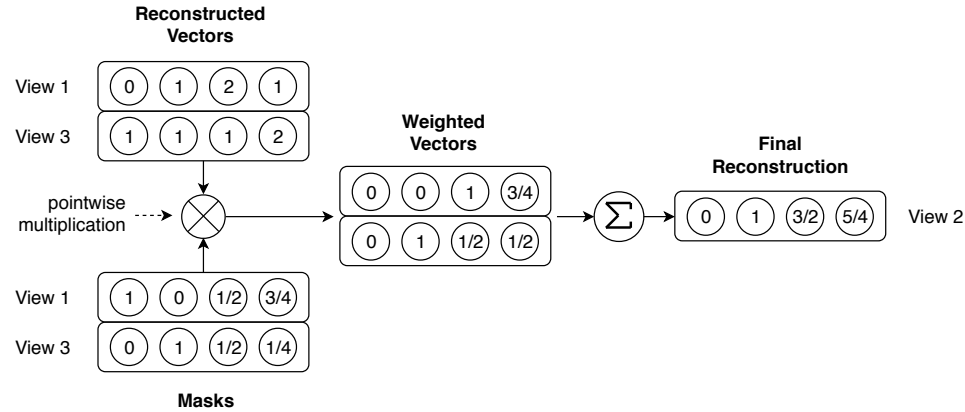 Reconstructed
Vectors
View 1 0 1 2 1
View 3 1 1 1 2
Weighted
Vectors
0 0 1 3/4
0 1 1/2 1/2
pointwise
multiplication
Σ
Final
Reconstruction
0 1 3/2 5/4 View 2
View 1 1 0 1/2 3/4
View 3 0 1 1/2 1/4
Masks